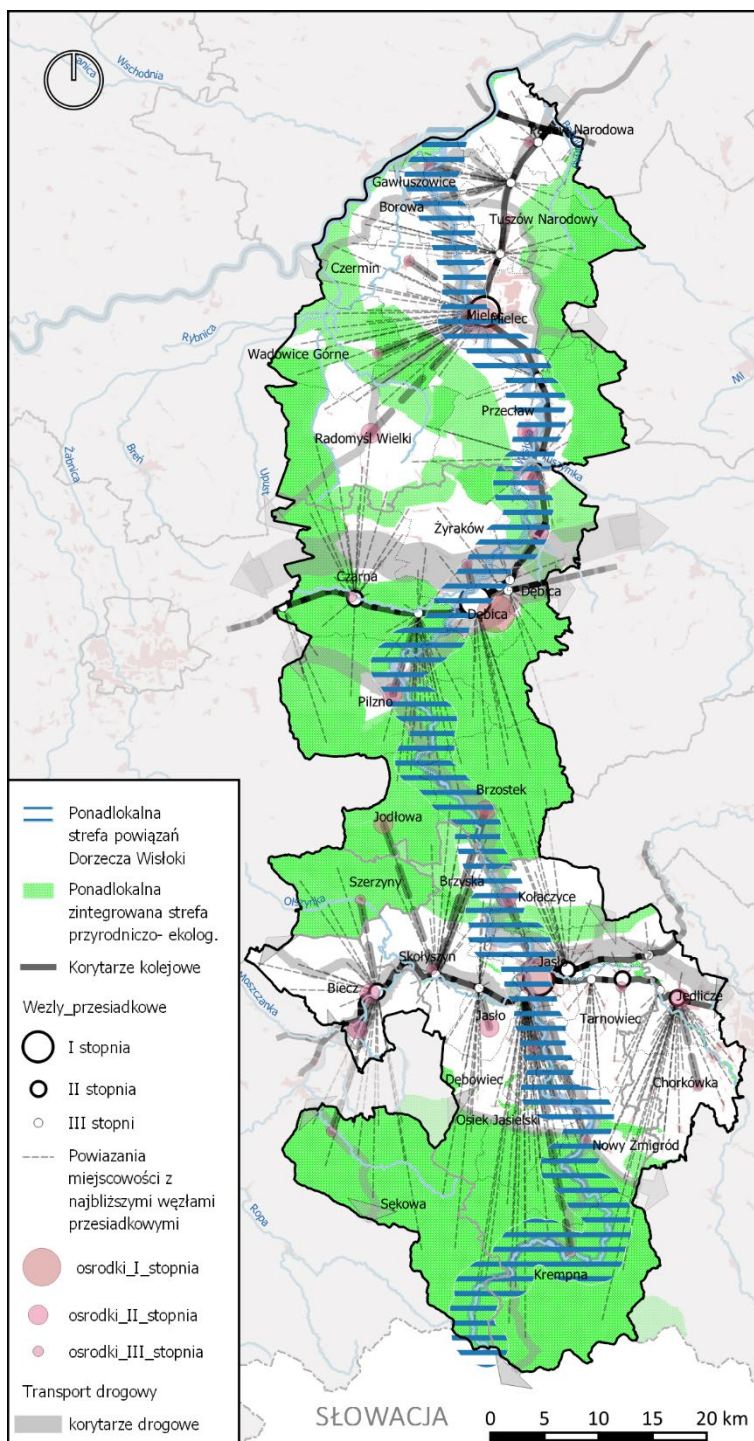 Wschodnia
Narodowa
Gawłuszowice
Borowa
Tuszów Narodowy
Czermin
Rybnica
Mielec
Mielec
Wadowice Górne
Przecław
Radomyśl Wielki
Żabnica
Breń
Upust
Żyraków
Czarna
Dębica
Dębica
Pilzno
Brzostek
Jodłowa
Szerzyny
Brzyska
Kołaczyce
Olszynka
Skołyszyn
Jasło
Moszczanka
Biecz
Jedlicze
Jasło
Tarnowiec
Dębowiec
Chorkówka
Osiek Jasielski
Nowy Żmigród
Sękowa
Ropa
Krempna
SŁOWACJA
0 5 10 15 20 km
Ponadlokalna
strefa powiązań
Dorzecza Wisłoki
Ponadlokalna
zintegrowana strefa
przyrodniczo- ekolog.
Korytarze kolejowe
Wezly_przesiadkowe
I stopnia
II stopnia
III stopni
Powiazania
miejscowości z
najbliższymi węzłami
przesiadkowymi
osrodki_I_stopnia
osrodki_II_stopnia
osrodki_III_stopnia
Transport drogowy
korytarze drogowe